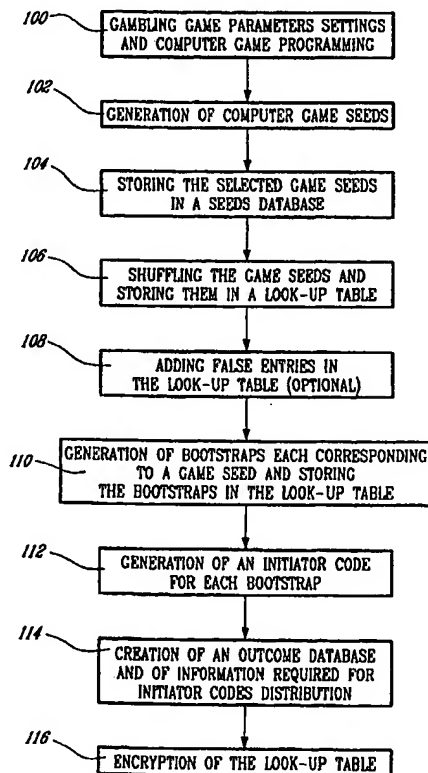 100
GAMBLING GAME PARAMETERS SETTINGS
AND COMPUTER GAME PROGRAMMING
102
GENERATION OF COMPUTER GAME SEEDS
104
STORING THE SELECTED GAME SEEDS
IN A SEEDS DATABASE
106
SHUFFLING THE GAME SEEDS AND
STORING THEM IN A LOOK-UP TABLE
108
ADDING FALSE ENTRIES IN
THE LOOK-UP TABLE (OPTIONAL)
110
GENERATION OF BOOTSTRAPS EACH CORRESPONDING
TO A GAME SEED AND STORING
THE BOOTSTRAPS IN THE LOOK-UP TABLE
112
GENERATION OF AN INITIATOR CODE
FOR EACH BOOTSTRAP
114
CREATION OF AN OUTCOME DATABASE
AND OF INFORMATION REQUIRED FOR
INITIATOR CODES DISTRIBUTION
116
ENCRYPTION OF THE LOOK-UP TABLE